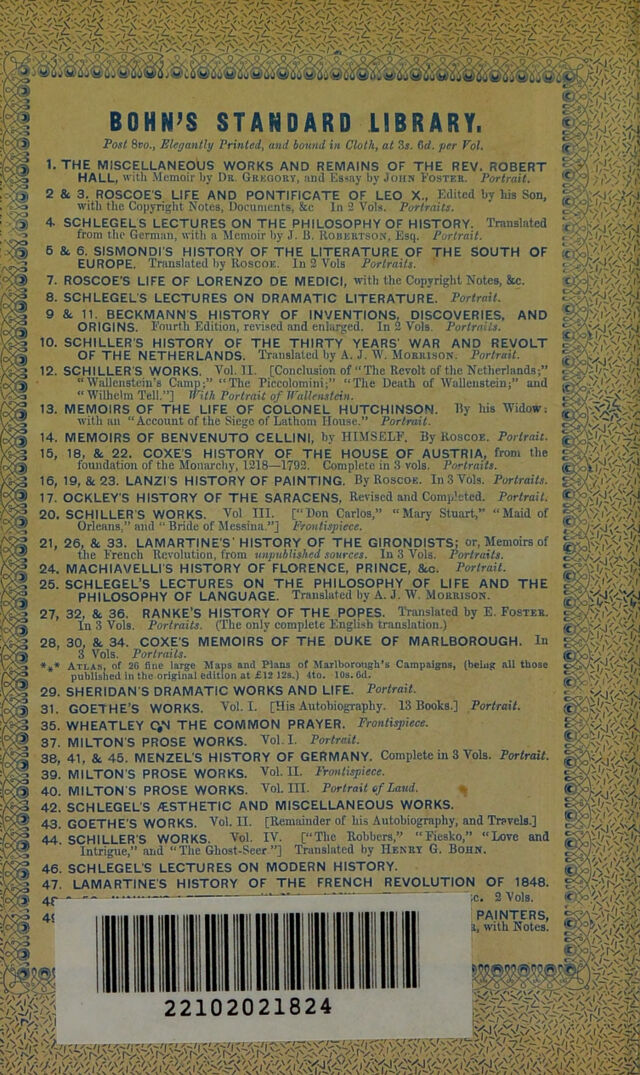 BOHN'S STANDARD LIBRARY.
Post 8vo., Elegantly Printed, and bound in Cloth, at 3s. 6d. per Vol.
1. THE MISCELLANEOUS WORKS AND REMAINS OF THE REV. ROBERT
HALL, with Memoir by DR. GREGORY, and Essay by JOHN FOSTER. Portrait.
2 & 3. ROSCOE'S LIFE AND PONTIFICATE OF LEO X., Edited by his Son,
with the Copyright Notes, Documents, &c In 2 Vols. Portraits.
4. SCHLEGEL'S LECTURES ON THE PHILOSOPHY OF HISTORY. Translated
from the German, with a Memoir by J. B. ROBERTSON, Esq. Portrait.
5 & 6. SISMONDI'S HISTORY OF THE LITERATURE OF THE SOUTH OF
EUROPE. Translated by ROSCOE. In 2 Vols Portraits.
7. ROSCOE'S LIFE OF LORENZO DE MEDICI, with the Copyright Notes, &c.
8. SCHLEGEL'S LECTURES ON DRAMATIC LITERATURE. Portrait.
9 & 11. BECKMANN'S HISTORY OF INVENTIONS, DISCOVERIES, AND
ORIGINS. Fourth Edition, revised and enlarged. In 2 Vols. Portraits.
10. SCHILLER'S HISTORY OF THE THIRTY YEARS' WAR AND REVOLT
OF THE NETHERLANDS. Translated by A. J. W. MORRISON. Portrait.
12. SCHILLER'S WORKS. Vol. II. [Conclusion of "The Revolt of the Netherlands;"
"Wallenstein's Camp;" "The Piccolomini;" "The Death of Wallenstein;" and
"Wilhelm Tell."] With Portrait of Wallenstein.
13. MEMOIRS OF THE LIFE OF COLONEL HUTCHINSON. By his Widow:
with an "Account of the Siege of Lathom House." Portrait.
14. MEMOIRS OF BENVENUTO CELLINI, by HIMSELF. By ROSCOE. Portrait.
15, 18, & 22. COXE'S HISTORY OF THE HOUSE OF AUSTRIA, from the
foundation of the Monarchy, 1218—1792. Complete in 3 vols. Portraits.
16, 19, & 23. LANZI'S HISTORY OF PAINTING. By ROSCOE. In 3 Vols. Portraits.
17. OCKLEY'S HISTORY OF THE SARACENS, Revised and Completed. Portrait.
20. SCHILLER'S WORKS. Vol III. ["Don Carlos," "Mary Stuart," "Maid of
Orleans," and "Bride of Messina."] Frontispiece.
21, 26, & 33. LAMARTINE'S HISTORY OF THE GIRONDISTS; or, Memoirs of
the French Revolution, from unpublished sources. In 3 Vols. Portraits.
24. MACHIAVELLI'S HISTORY OF FLORENCE, PRINCE, &c. Portrait.
25. SCHLEGEL'S LECTURES ON THE PHILOSOPHY OF LIFE AND THE
PHILOSOPHY OF LANGUAGE. Translated by A. J. W. MORRISON.
27, 32, & 36. RANKE'S HISTORY OF THE POPES. Translated by E. FOSTER.
In 3 Vols. Portraits. (The only complete English translation.)
28, 30, & 34. COXE'S MEMOIRS OF THE DUKE OF MARLBOROUGH. In
3 Vols. Portraits.
*** ATLAS, of 26 fine large Maps and Plans of Marlborough's Campaigns, (being all those
published in the original edition at £12 12s.) 4to. 10s. 6d.
29. SHERIDAN'S DRAMATIC WORKS AND LIFE. Portrait.
31. GOETHE'S WORKS. Vol. I. [His Autobiography. 13 Books.] Portrait.
35. WHEATLEY ON THE COMMON PRAYER. Frontispiece.
37. MILTON'S PROSE WORKS. Vol. I. Portrait.
38, 41, & 45. MENZEL'S HISTORY OF GERMANY. Complete in 3 Vols. Portrait.
39. MILTON'S PROSE WORKS. Vol. II. Frontispiece.
40. MILTON'S PROSE WORKS. Vol. III. Portrait of Laud.
42. SCHLEGEL'S ÆSTHETIC AND MISCELLANEOUS WORKS.
43. GOETHE'S WORKS. Vol. II. [Remainder of his Autobiography, and Travels.]
44. SCHILLER'S WORKS. Vol. IV. ["The Robbers," "Fiesko," "Love and
Intrigue," and "The Ghost-Seer"] Translated by HENRY G. BOHN.
46. SCHLEGEL'S LECTURES ON MODERN HISTORY.
47. LAMARTINE'S HISTORY OF THE FRENCH REVOLUTION OF 1848.
2 Vols.
PAINTERS,
with Notes.
22102021824